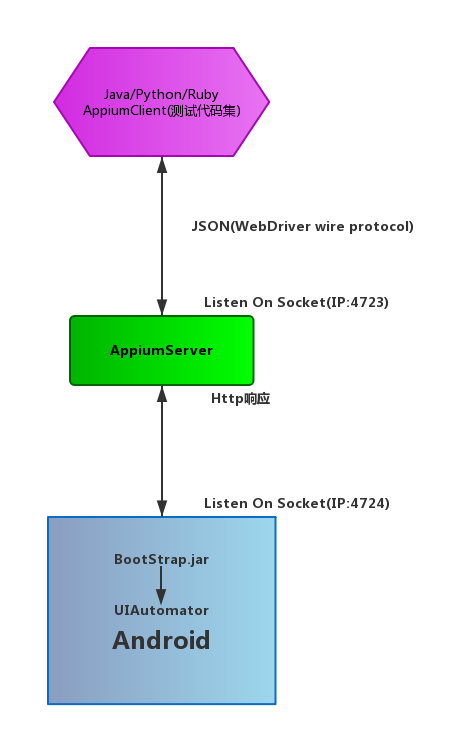 Java/Python/Ruby
AppiumClient(测试代码集)
JSON(WebDriver wire protocol)
Listen On Socket(IP:4723)
AppiumServer
Http响应
Listen On Socket(IP:4724)
BootStrap.jar
UIAutomator
Android